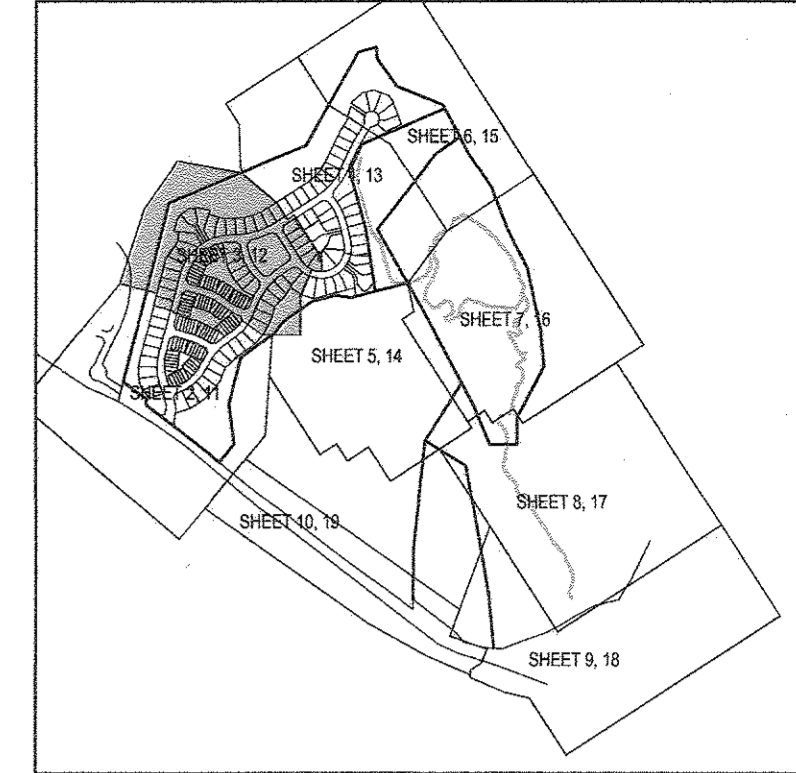 SHEET 6, 15
SHEET 4, 13
SHEET 3, 12
SHEET 7, 16
SHEET 5, 14
SHEET 2, 11
SHEET 8, 17
SHEET 10, 19
SHEET 9, 18